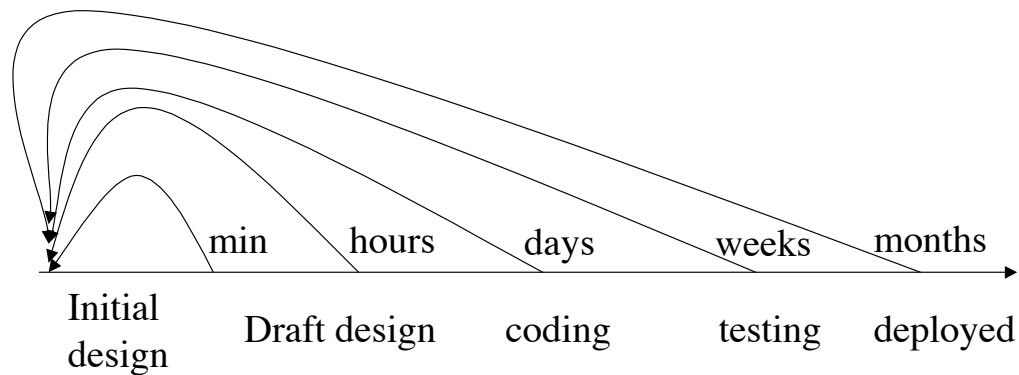 min hours days weeks months
Initial
design
Draft design coding testing deployed